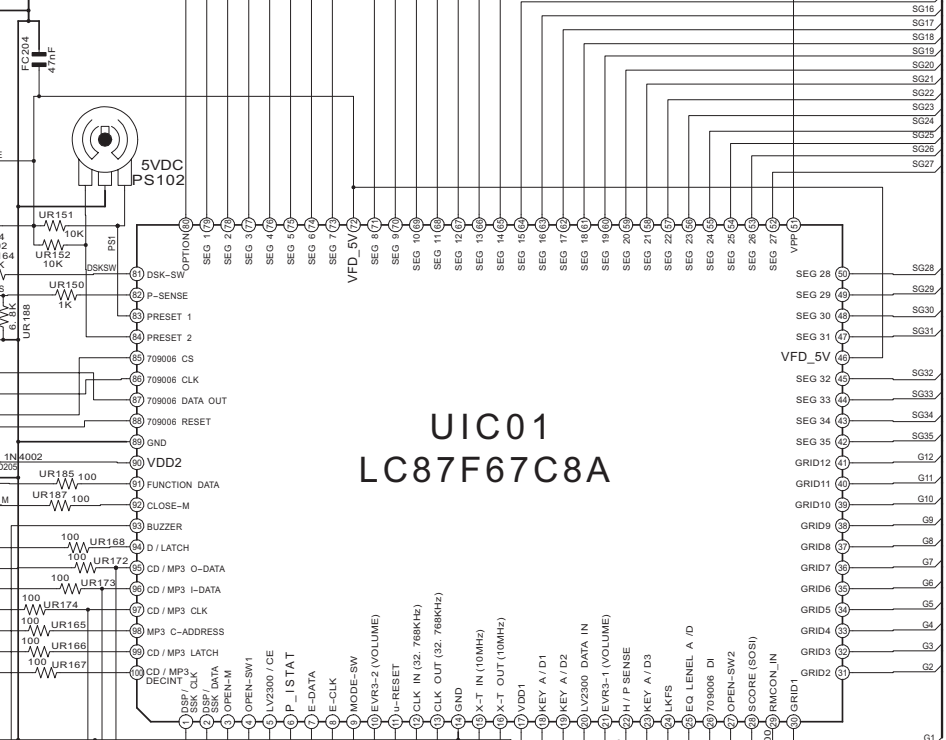 SG16
SG17
SG18
SG19
SG20
SG21
SG22
SG23
SG24
SG25
SG26
SG27
FC204
47nF
5VDC
PS102
UR151
10K
UR152
10K
PS1
DSKSW
UR150
1K
6.8K
UR188
80 OPTION
79 SEG 1
78 SEG 2
77 SEG 3
76 SEG 4
75 SEG 5
74 SEG 6
73 SEG 7
72 VFD_5V
71 SEG 8
70 SEG 9
69 SEG 10
68 SEG 11
67 SEG 12
66 SEG 13
65 SEG 14
64 SEG 15
63 SEG 16
62 SEG 17
61 SEG 18
60 SEG 19
59 SEG 20
58 SEG 21
57 SEG 22
56 SEG 23
55 SEG 24
54 SEG 25
53 SEG 26
52 SEG 27
51 VPP
81 DSK-SW
82 P-SENSE
83 PRESET 1
84 PRESET 2
85 709006 CS
86 709006 CLK
87 709006 DATA OUT
88 709006 RESET
89 GND
1N4002
90 VDD2
UR185 100
91 FUNCTION DATA
UR187 100
92 CLOSE-M
93 BUZZER
100 UR168
94 D / LATCH
100 UR172
95 CD / MP3 O-DATA
100 UR173
96 CD / MP3 I-DATA
100 UR174
97 CD / MP3 CLK
100 UR165
98 MP3 C-ADDRESS
100 UR166
99 CD / MP3 LATCH
100 UR167
100 CD / MP3
DECINT
UIC01
LC87F67C8A
SEG 28 50 SG28
SEG 29 49 SG29
SEG 30 48 SG30
SEG 31 47 SG31
VFD_5V 46
SEG 32 45 SG32
SEG 33 44 SG33
SEG 34 43 SG34
SEG 35 42 SG35
GRID12 41 G12
GRID11 40 G11
GRID10 39 G10
GRID9 38 G9
GRID8 37 G8
GRID7 36 G7
GRID6 35 G6
GRID5 34 G5
GRID4 33 G4
GRID3 32 G3
GRID2 31 G2
1 DSP /
SSK CLK
2 DSP /
SSK DATA
3 OPEN-M
4 OPEN-SW1
5 LV2300 / CE
6 P_ISTAT
7 E-DATA
8 E-CLK
9 MODE-SW
10 EVR3-2 (VOLUME)
11 u-RESET
12 CLK IN (32. 768KHz)
13 CLK OUT (32. 768KHz)
14 GND
15 X-T IN (10MHz)
16 X-T OUT (10MHz)
17 VDD1
18 KEY A / D1
19 KEY A / D2
20 LV2300 DATA IN
21 EVR3-1 (VOLUME)
22 H / P SENSE
23 KEY A / D3
24 LKFS
25 EQ LENEL A /D
26 709006 DI
27 OPEN-SW2
28 SCORE (SOSI)
29 RMCON_IN
30 GRID1
G1